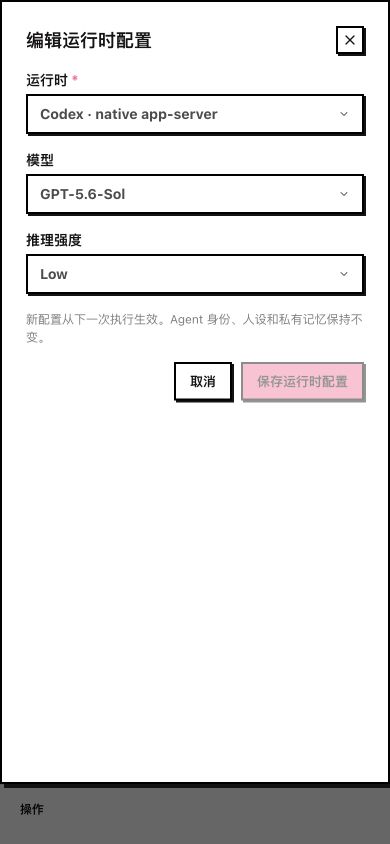 编辑运行时配置
运行时 *
Codex · native app-server
模型
GPT-5.6-Sol
推理强度
Low
新配置从下一次执行生效。Agent 身份、人设和私有记忆保持不
变。
取消
保存运行时配置
操作